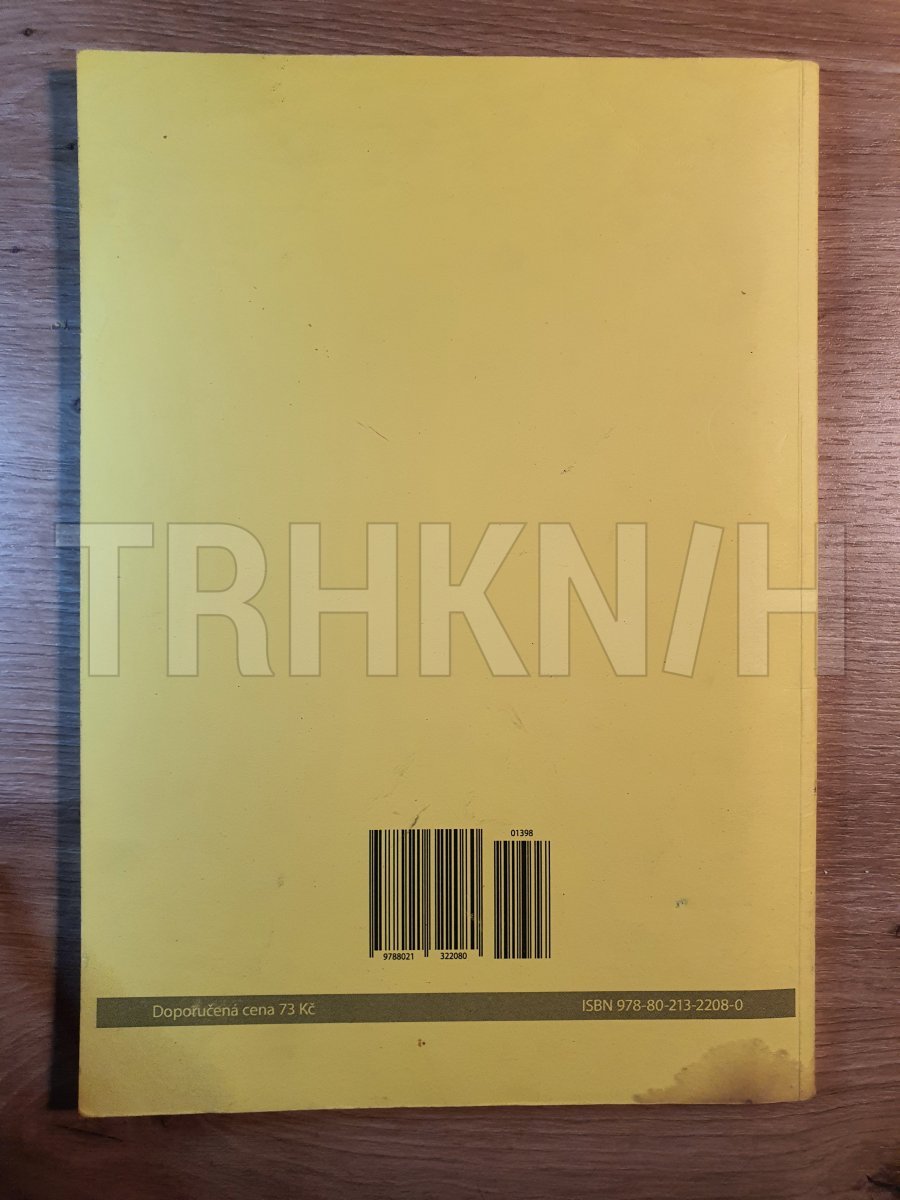 TRHKNIH
01398
9788021 322080
Doporučená cena 73 Kč
ISBN 978-80-213-2208-0